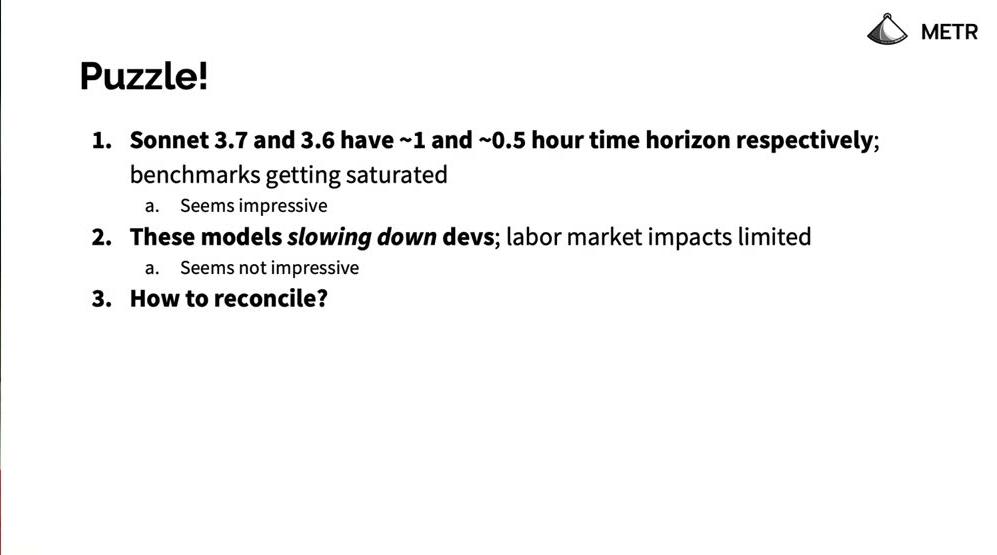 METR
Puzzle!
1. Sonnet 3.7 and 3.6 have ~1 and ~0.5 hour time horizon respectively;
benchmarks getting saturated
a. Seems impressive
2. These models slowing down devs; labor market impacts limited
a. Seems not impressive
3. How to reconcile?